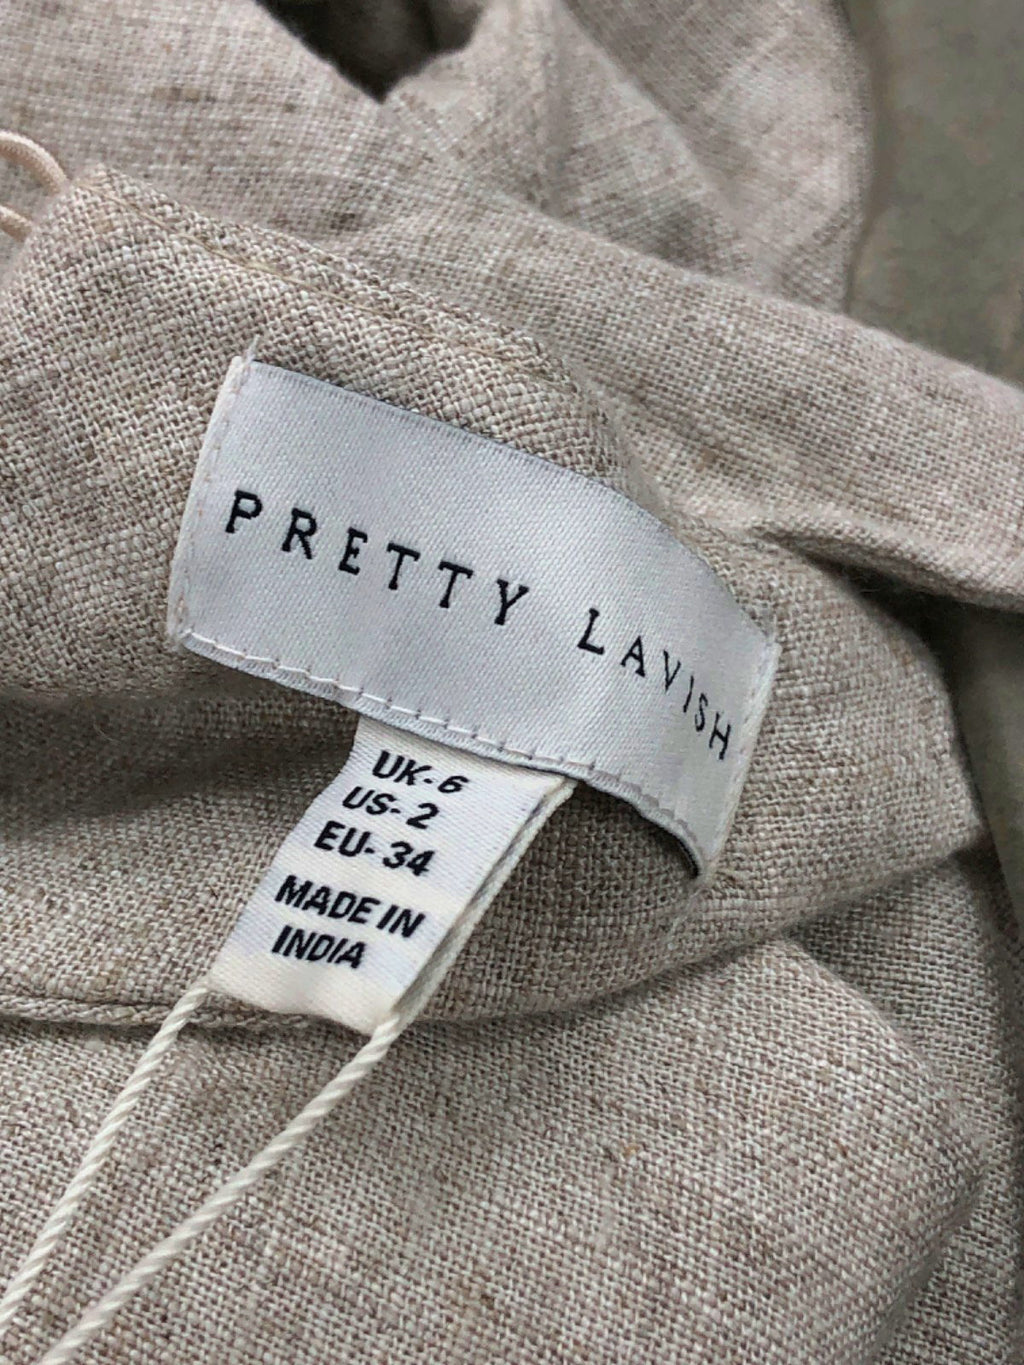 PRETTY LAVISH
UK-6
US-2
EU-34
MADE IN
INDIA